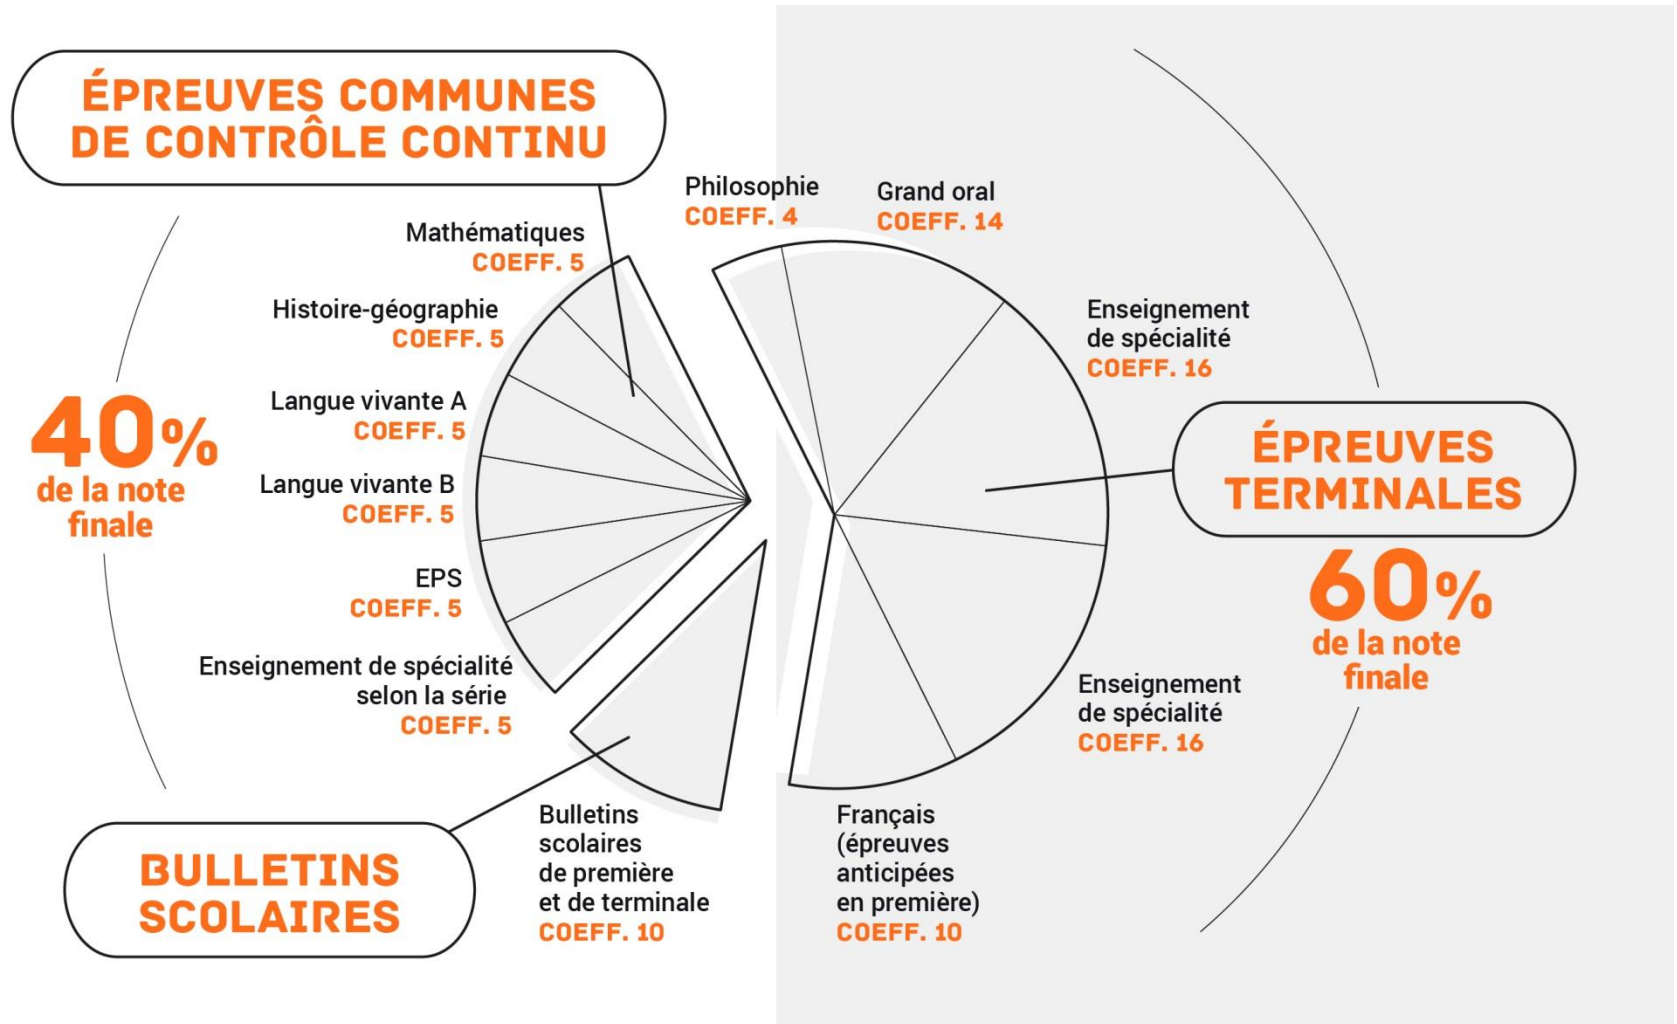 ÉPREUVES COMMUNES
DE CONTRÔLE CONTINU
Mathématiques
COEFF. 5
Histoire-géographie
COEFF. 5
Langue vivante A
COEFF. 5
Langue vivante B
COEFF. 5
EPS
COEFF. 5
Enseignement de spécialité
selon la série
COEFF. 5
40%
de la note
finale
BULLETINS
SCOLAIRES
Bulletins
scolaires
de première
et de terminale
COEFF. 10
Philosophie
COEFF. 4
Grand oral
COEFF. 14
Enseignement
de spécialité
COEFF. 16
ÉPREUVES
TERMINALES
60%
de la note
finale
Enseignement
de spécialité
COEFF. 16
Français
(épreuves
anticipées
en première)
COEFF. 10